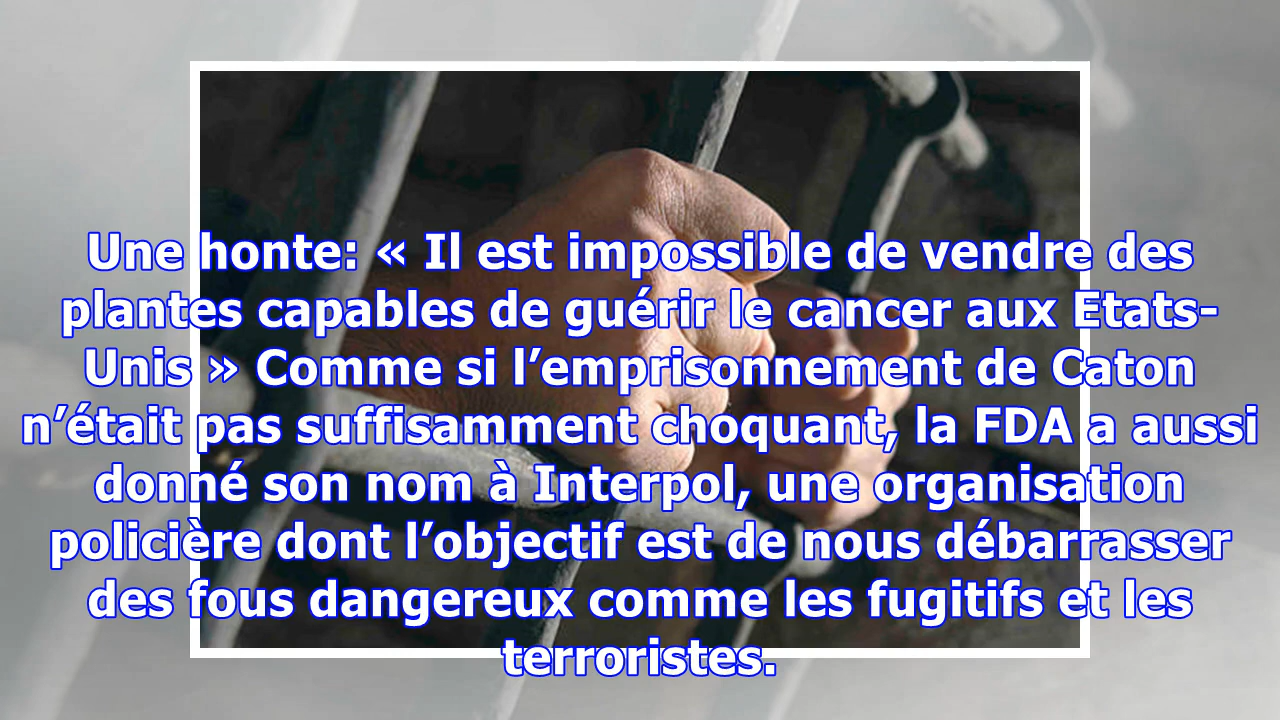 Une honte: « Il est impossible de vendre des
plantes capables de guérir le cancer aux Etats-
Unis » Comme si l’emprisonnement de Caton
n’était pas suffisamment choquant, la FDA a aussi
donné son nom à Interpol, une organisation
policière dont l’objectif est de nous débarrasser
des fous dangereux comme les fugitifs et les
terroristes.